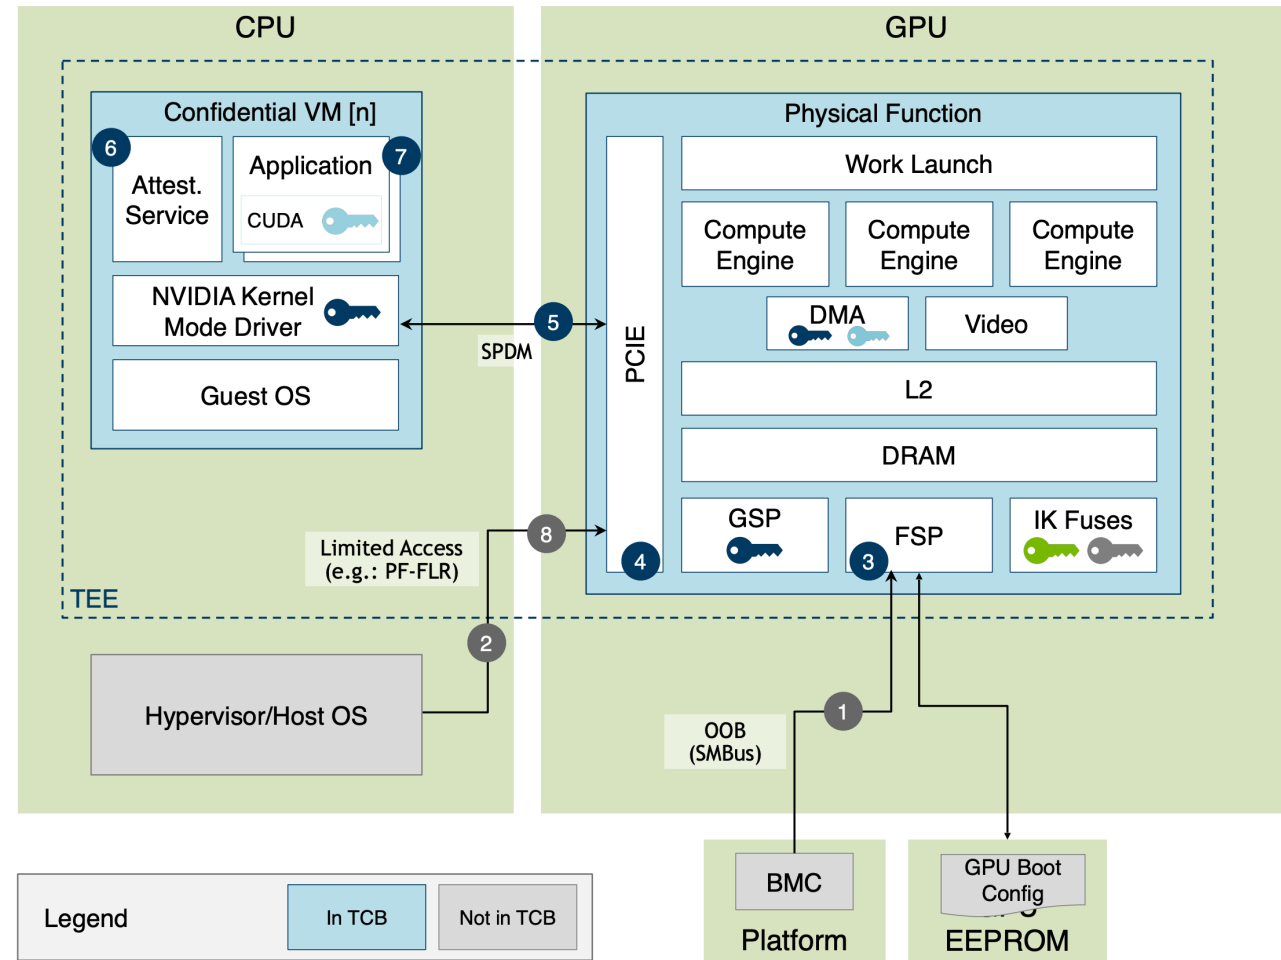 CPU
GPU
Confidential VM [n]
6
7
Attest.
Service
Application
CUDA
NVIDIA Kernel
Mode Driver
Guest OS
5
SPDM
Physical Function
PCIE
Work Launch
Compute
Engine
Compute
Engine
Compute
Engine
DMA
Video
L2
DRAM
GSP
FSP
IK Fuses
4
3
8
Limited Access
(e.g.: PF-FLR)
TEE
2
Hypervisor/Host OS
1
OOB
(SMBus)
BMC
Platform
GPU Boot
Config
EEPROM
Legend
In TCB
Not in TCB